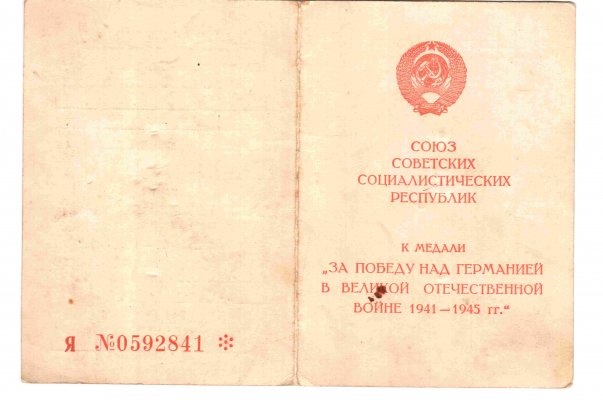 Я №0592841
СОЮЗ
СОВЕТСКИХ
СОЦИАЛИСТИЧЕСКИХ
РЕСПУБЛИК
К МЕДАЛИ
„ЗА ПОБЕДУ НАД ГЕРМАНИЕЙ
В ВЕЛИКОЙ ОТЕЧЕСТВЕННОЙ
ВОЙНЕ 1941—1945 гг.“